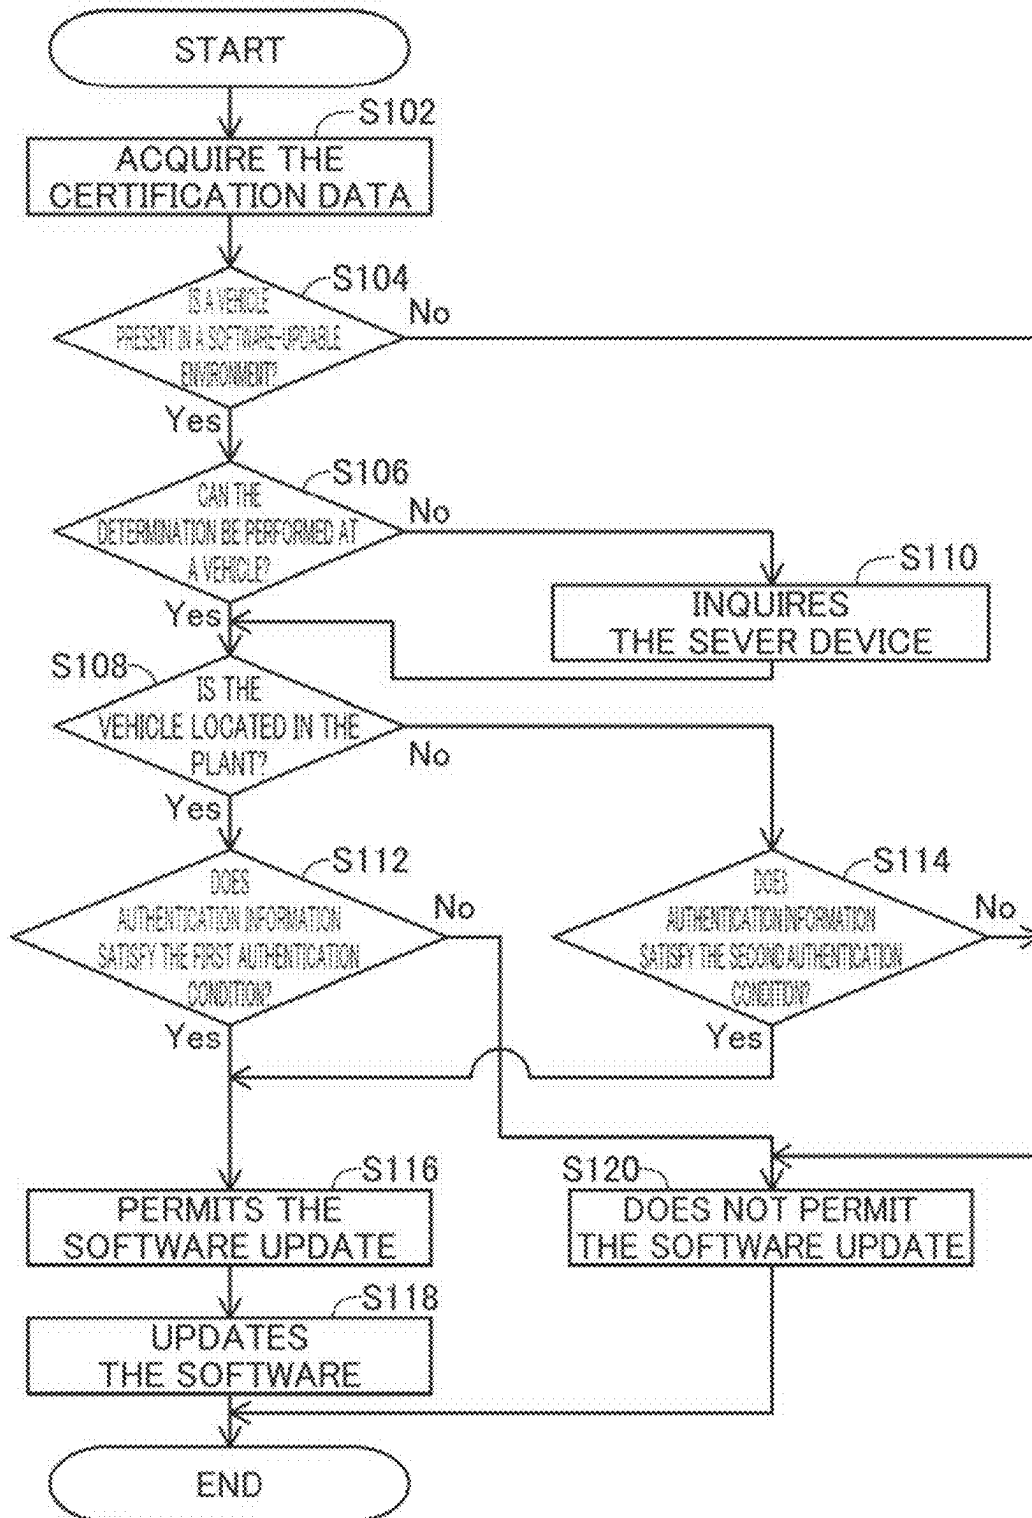 START
S102
ACQUIRE THE
CERTIFICATION DATA
S104
IS A VEHICLE
PRESENT IN A SOFTWARE-UPDABLE
ENVIRONMENT?
No
Yes
S106
CAN THE
DETERMINATION BE PERFORMED AT
A VEHICLE?
No
Yes
S110
INQUIRES
THE SEVER DEVICE
S108
IS THE
VEHICLE LOCATED IN THE
PLANT?
No
Yes
S112
DOES
AUTHENTICATION INFORMATION
SATISFY THE FIRST AUTHENTICATION
CONDITION?
No
Yes
S114
DOES
AUTHENTICATION INFORMATION
SATISFY THE SECOND AUTHENTICATION
CONDITION?
No
Yes
S116
PERMITS THE
SOFTWARE UPDATE
S120
DOES NOT PERMIT
THE SOFTWARE UPDATE
S118
UPDATES
THE SOFTWARE
END